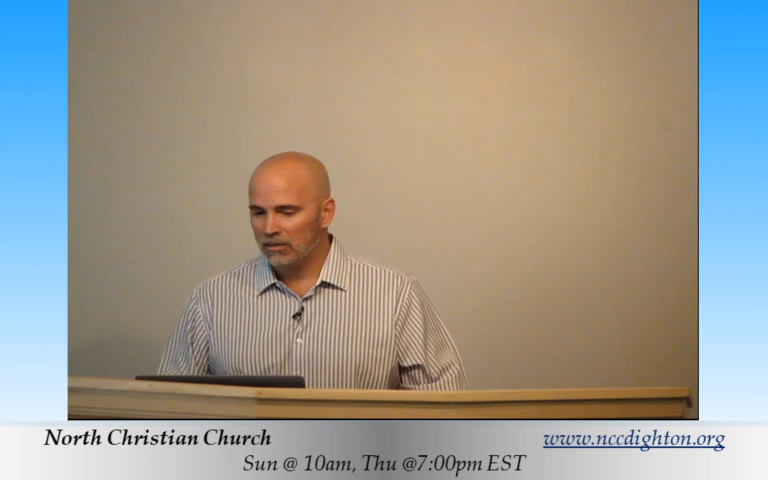 North Christian Church
www.nccdighton.org
Sun @ 10am, Thu @7:00pm EST